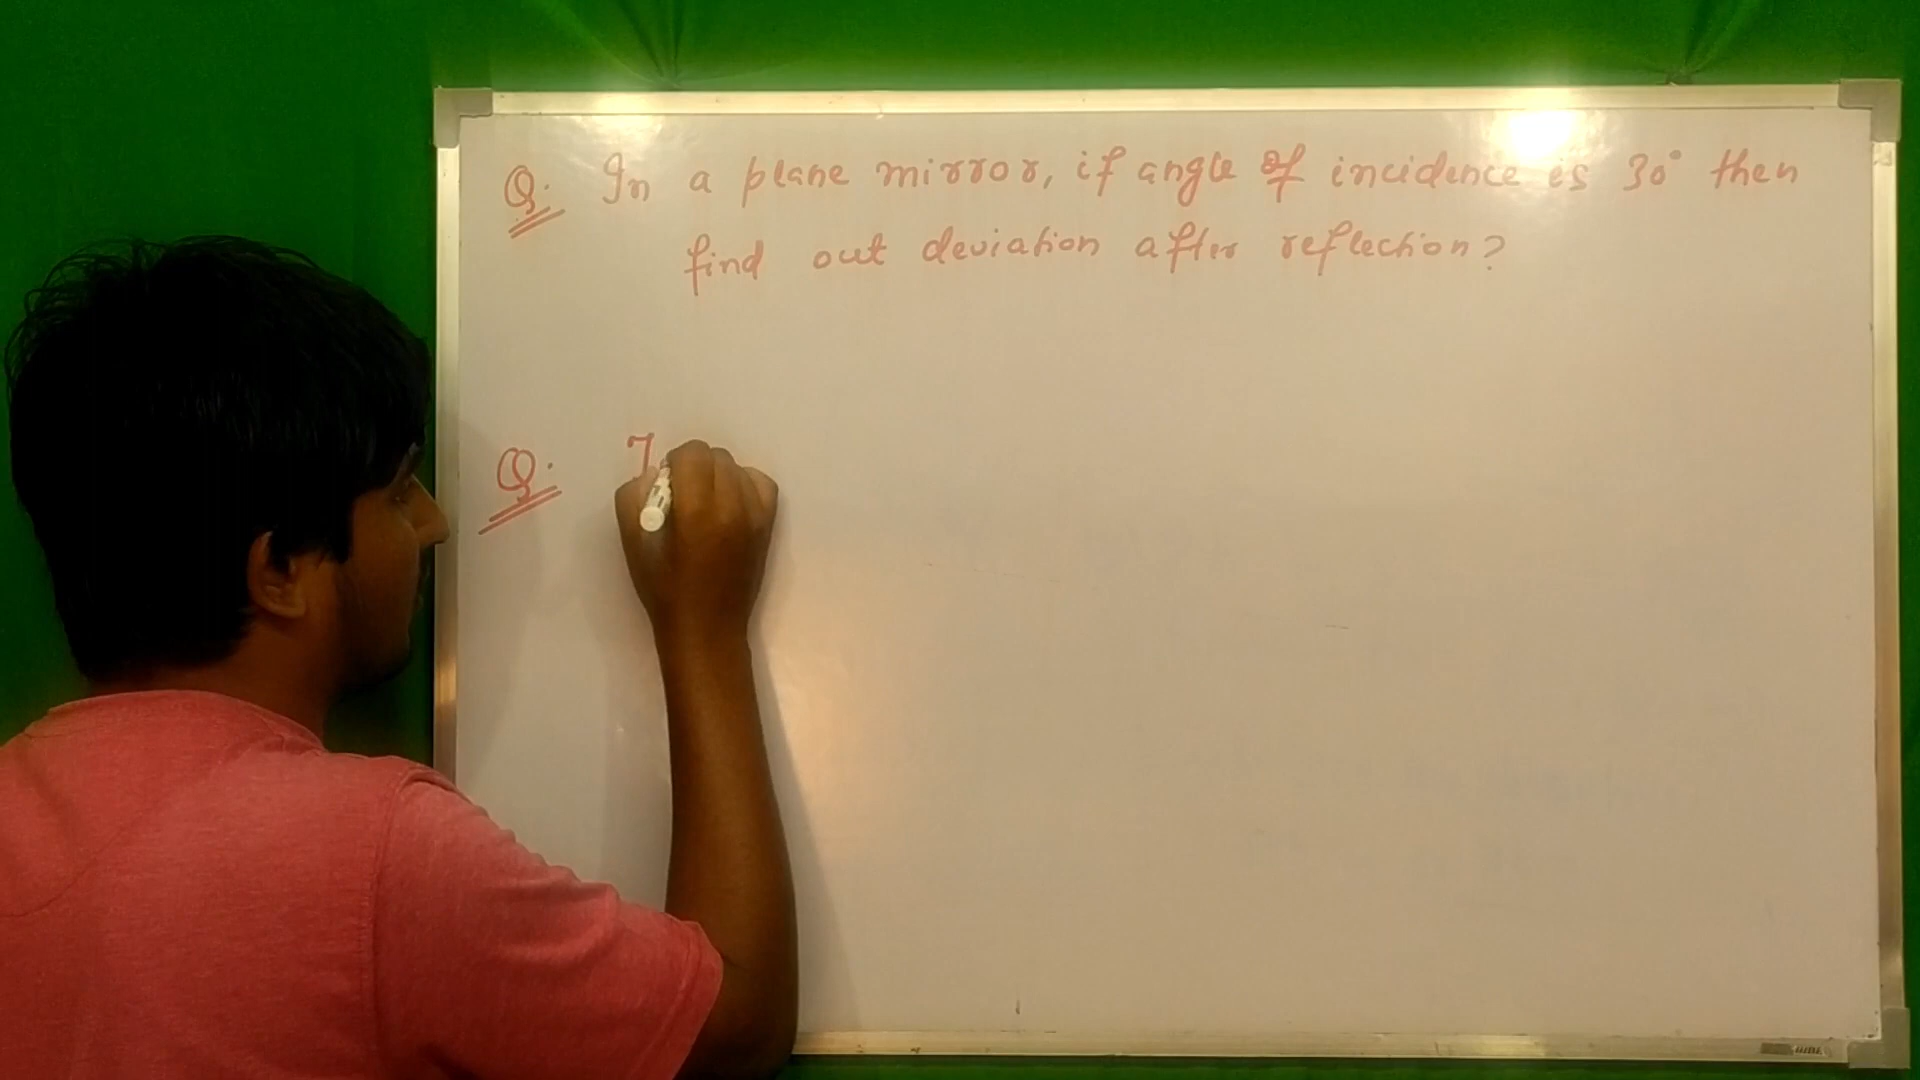 Q. In a plane mirror, if angle of incidence is 30° then
find out deviation after reflection?
Q.